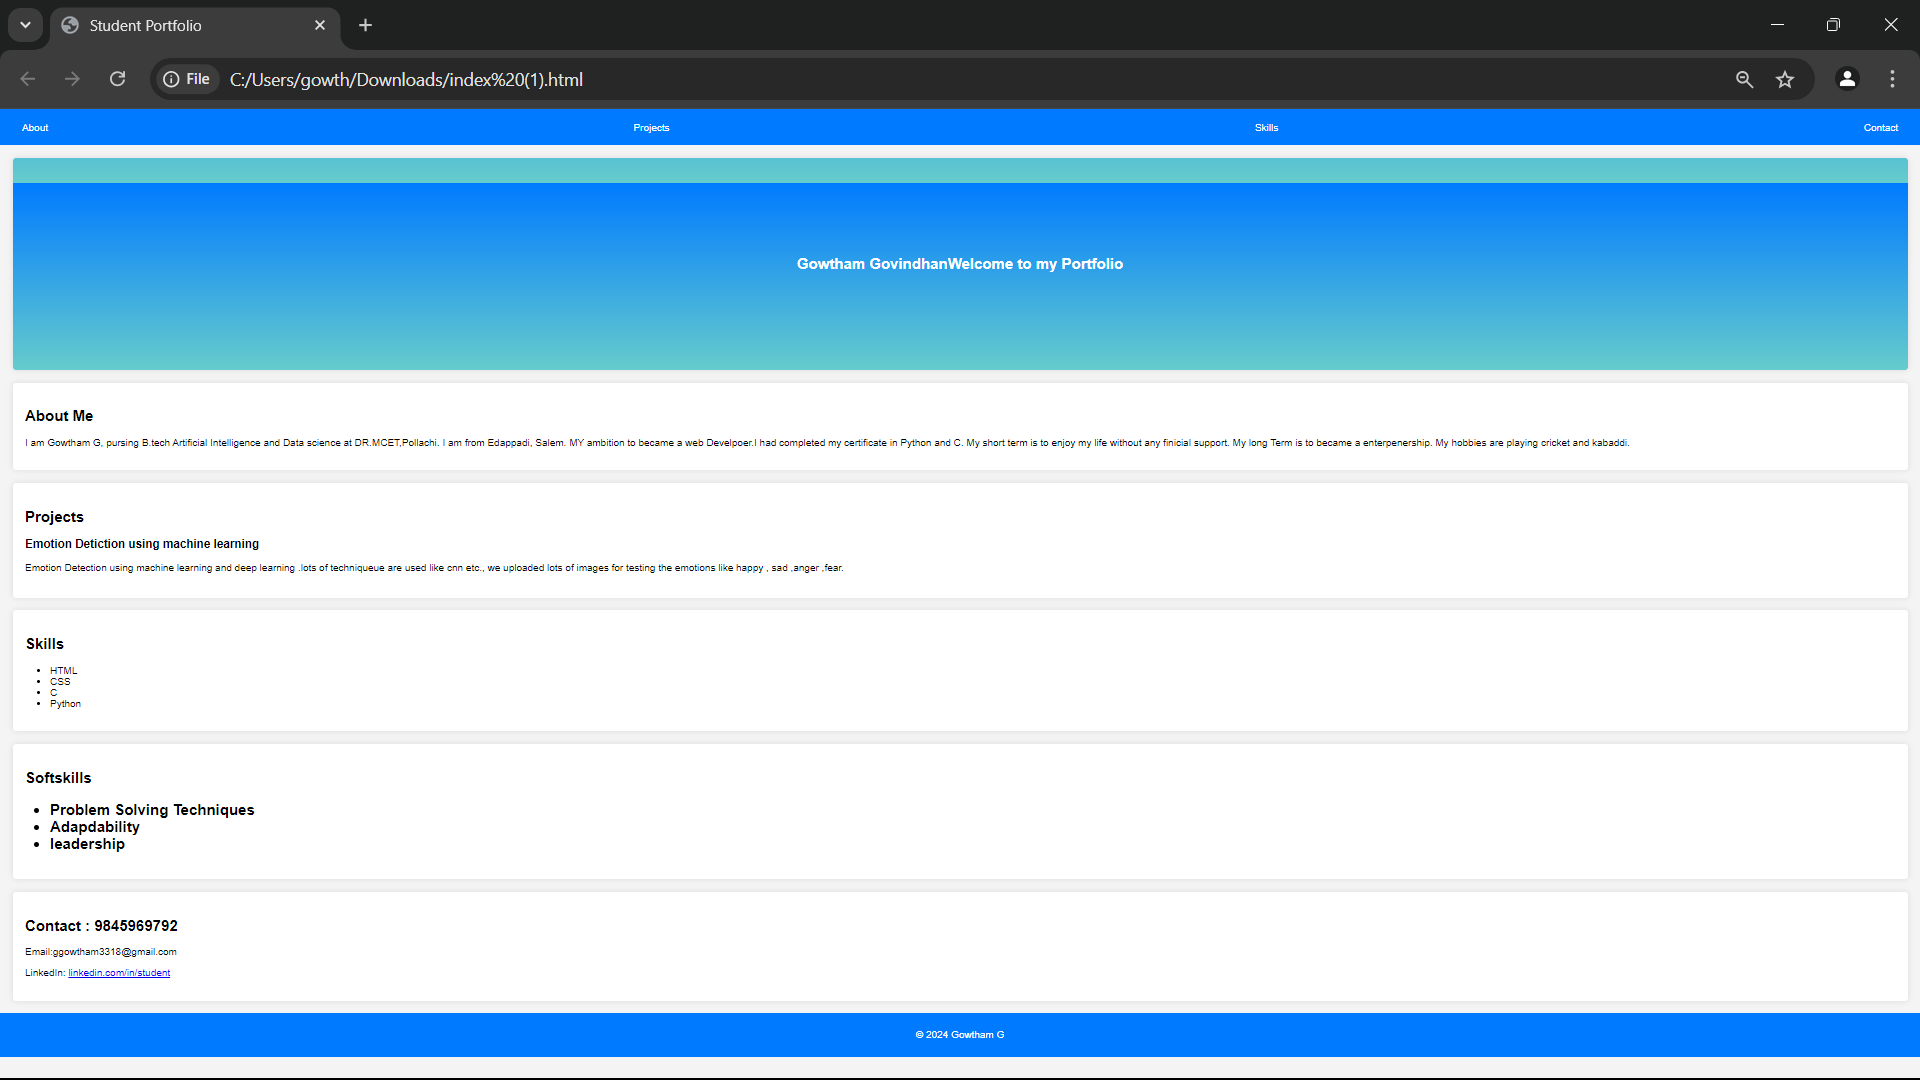 Student Portfolio
File C:/Users/gowth/Downloads/index%20(1).html
About Projects Skills Contact
Gowtham GovindhanWelcome to my Portfolio
About Me
I am Gowtham G, pursing B.tech Artificial Intelligence and Data science at DR.MCET,Pollachi. I am from Edappadi, Salem. MY ambition to became a web Develpoer.I had completed my certificate in Python and C. My short term is to enjoy my life without any finicial support. My long Term is to became a enterpenership. My hobbies are playing cricket and kabaddi.
Projects
Emotion Detiction using machine learning
Emotion Detection using machine learning and deep learning .lots of techniqueue are used like cnn etc., we uploaded lots of images for testing the emotions like happy , sad ,anger ,fear.
Skills
• HTML
• CSS
• C
• Python
Softskills
• Problem Solving Techniques
• Adapdability
• leadership
Contact : 9845969792
Email:ggowtham3318@gmail.com
LinkedIn: linkedin.com/in/student
© 2024 Gowtham G